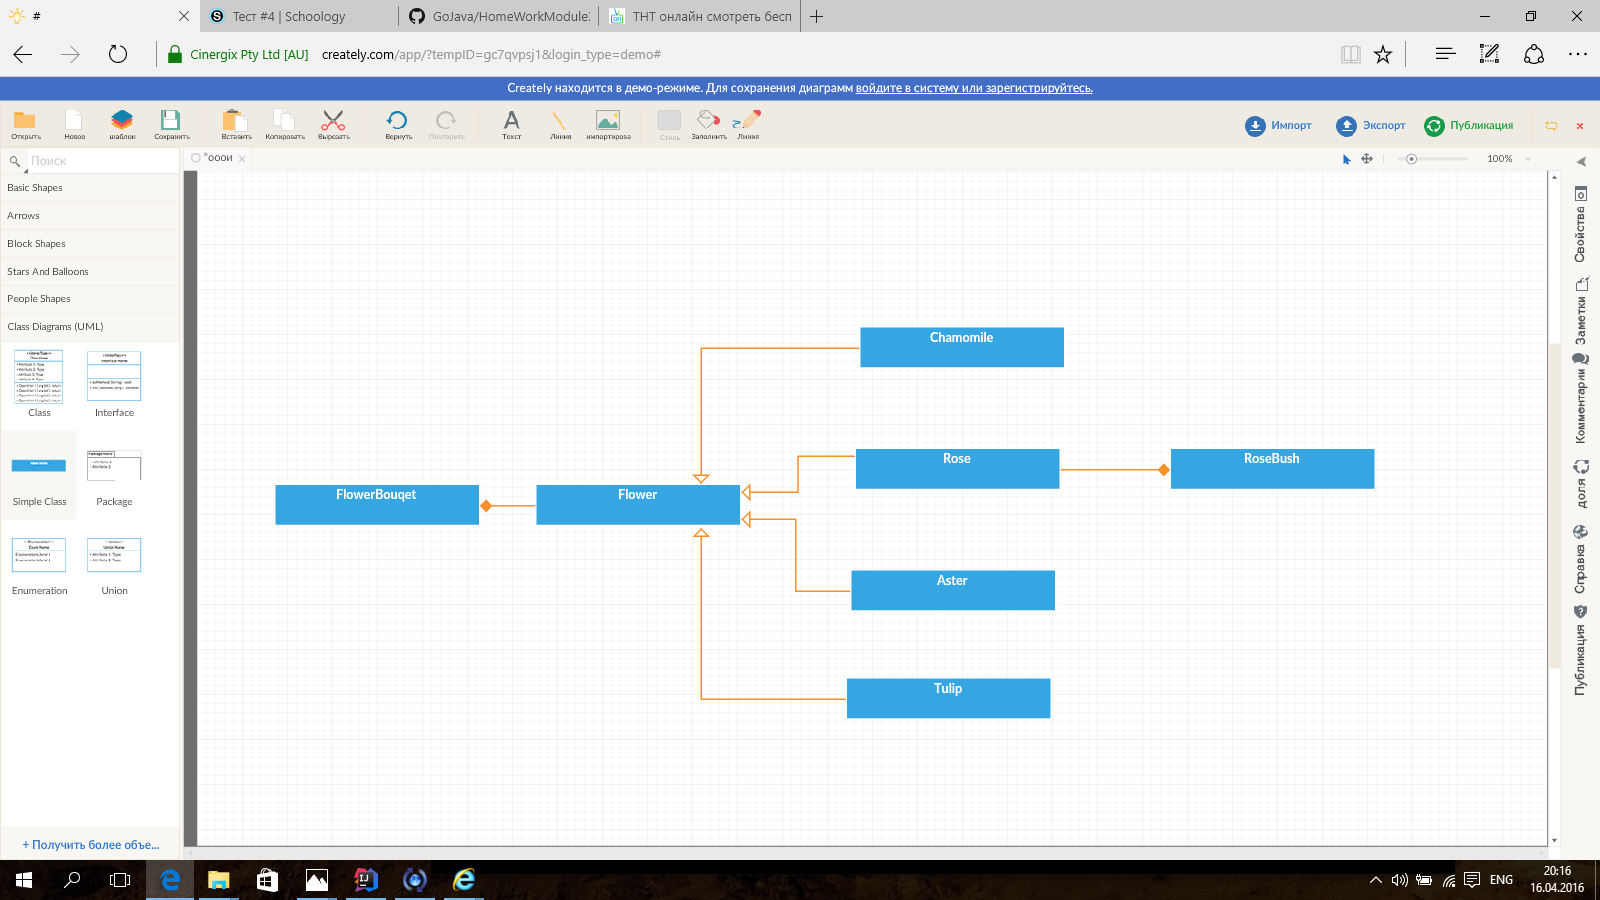 #
Тест #4 | Schoology
GoJava/HomeWorkModule
ТНТ онлайн смотреть бесп
Cinergix Pty Ltd [AU]
creately.com/app/?tempID=gc7qvpsj1&login_type=demo#
Creately находится в демо-режиме. Для сохранения диаграмм войдите в систему или зарегистрируйтесь.
Открыть
Новое
шаблон
Сохранить
Вставить
Копировать
Вырезать
Вернуть
Повторить
Текст
Линия
импортирова
Стиль
Заполнить
Линия
Импорт
Экспорт
Публикация
Поиск
*ооои
100%
Basic Shapes
Arrows
Block Shapes
Stars And Balloons
People Shapes
Class Diagrams (UML)
Class
Interface
Simple Class
Package
Enumeration
Union
+ Получить более объе...
Chamomile
Rose
RoseBush
FlowerBouqet
Flower
Aster
Tulip
Свойства
Заметки
Комментарии
доля
Справка
Публикация
ENG
20:16
16.04.2016